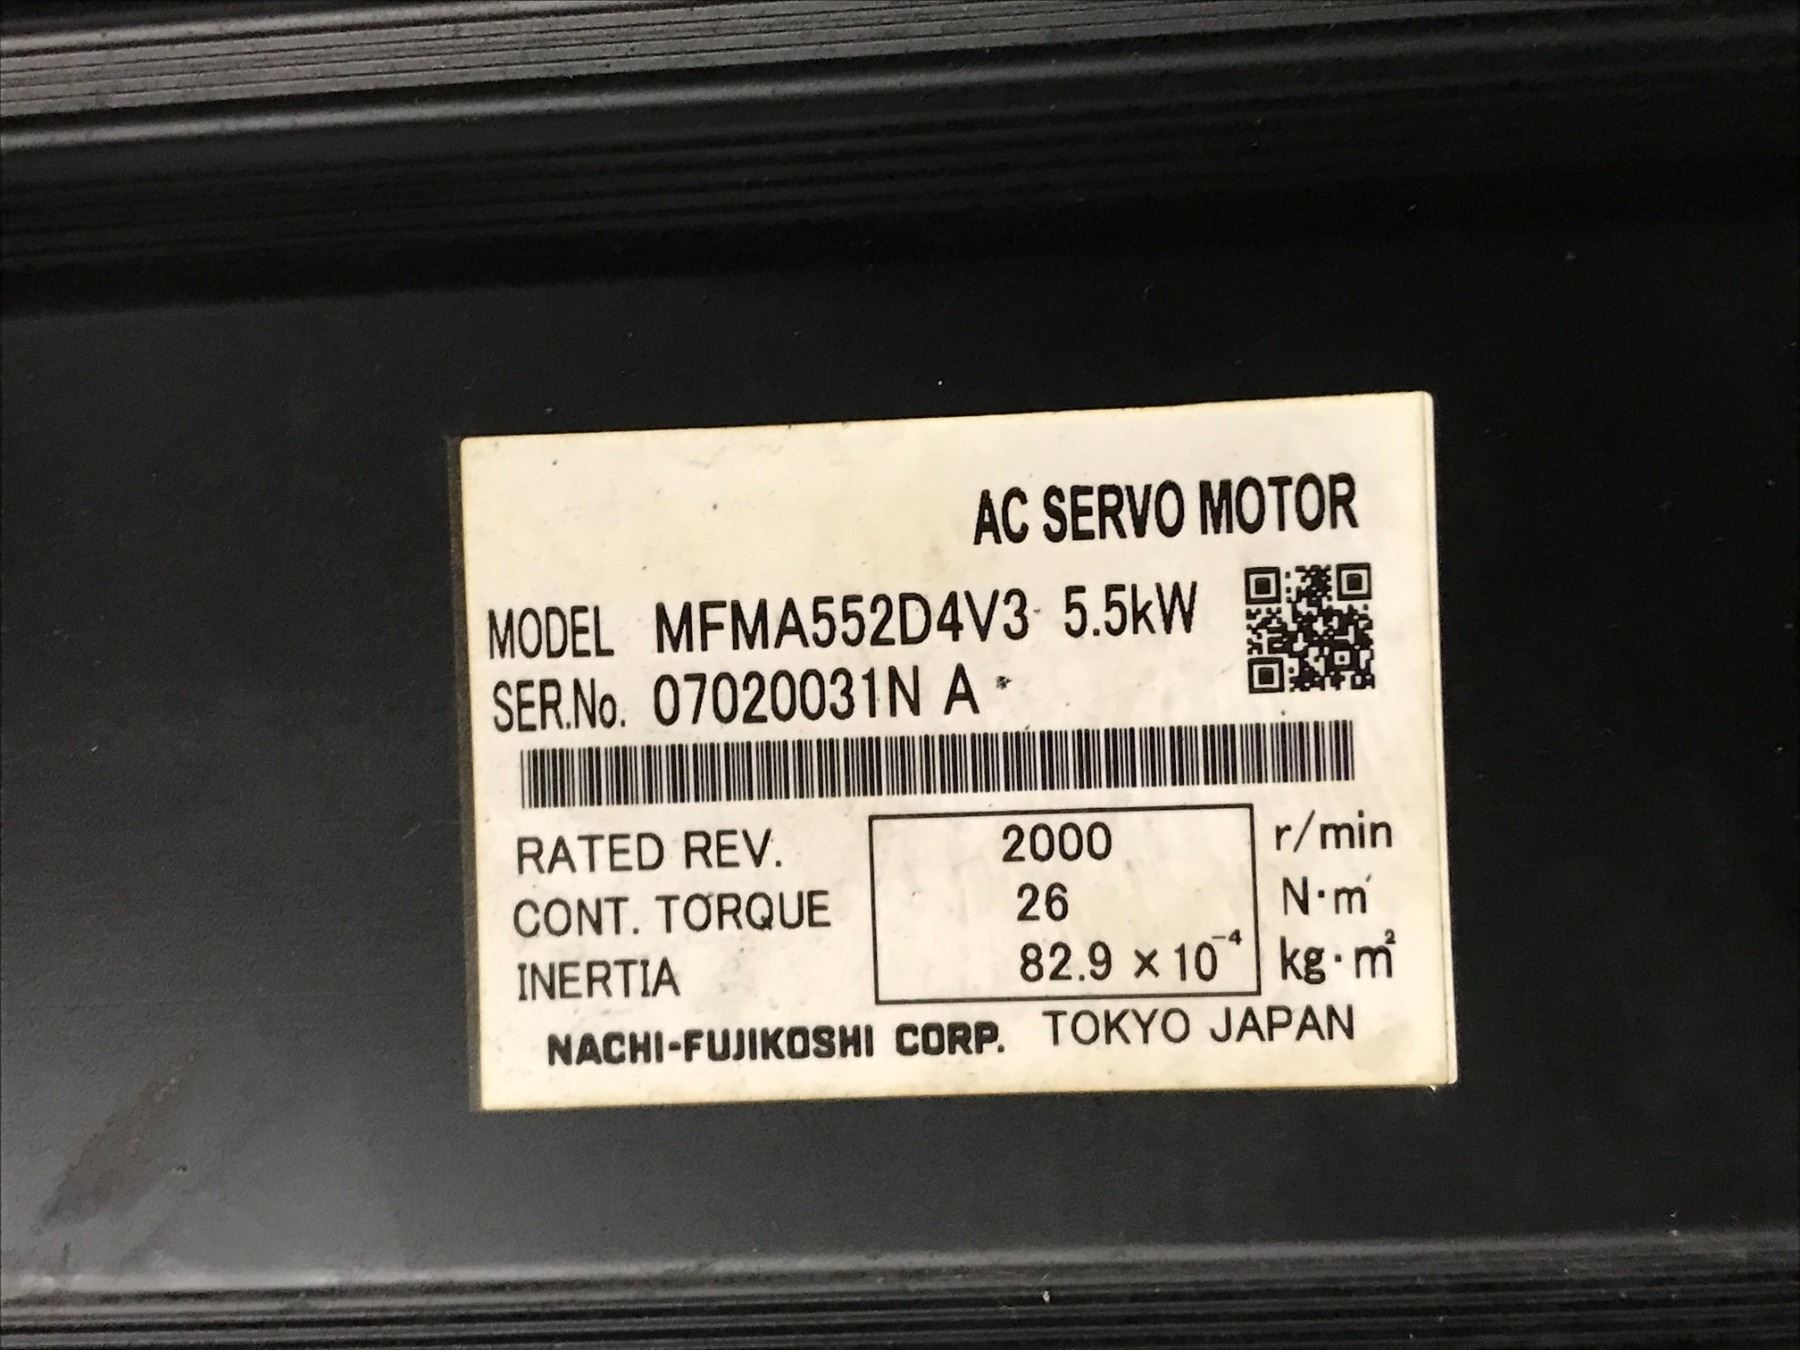 AC SERVO MOTOR
MODEL MFMA552D4V3 5.5kW
SER.No. 07020031N A
RATED REV. 2000 r/min
CONT. TORQUE 26 N·m
INERTIA 82.9 × 10⁻⁴ kg·m²
NACHI-FUJIKOSHI CORP. TOKYO JAPAN